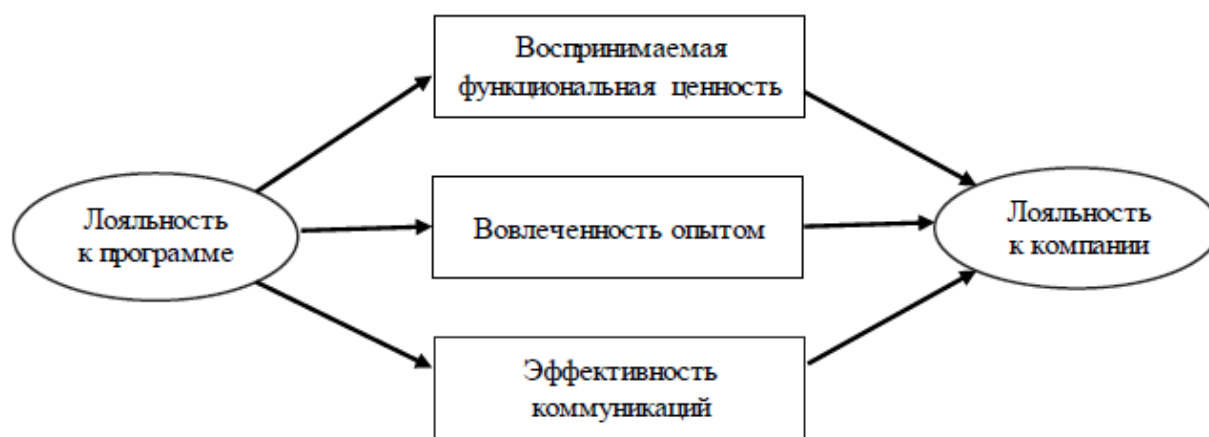 Воспринимаемая
функциональная ценность
Лояльность
к программе
Вовлеченность опытом
Лояльность
к компании
Эффективность
коммуникаций